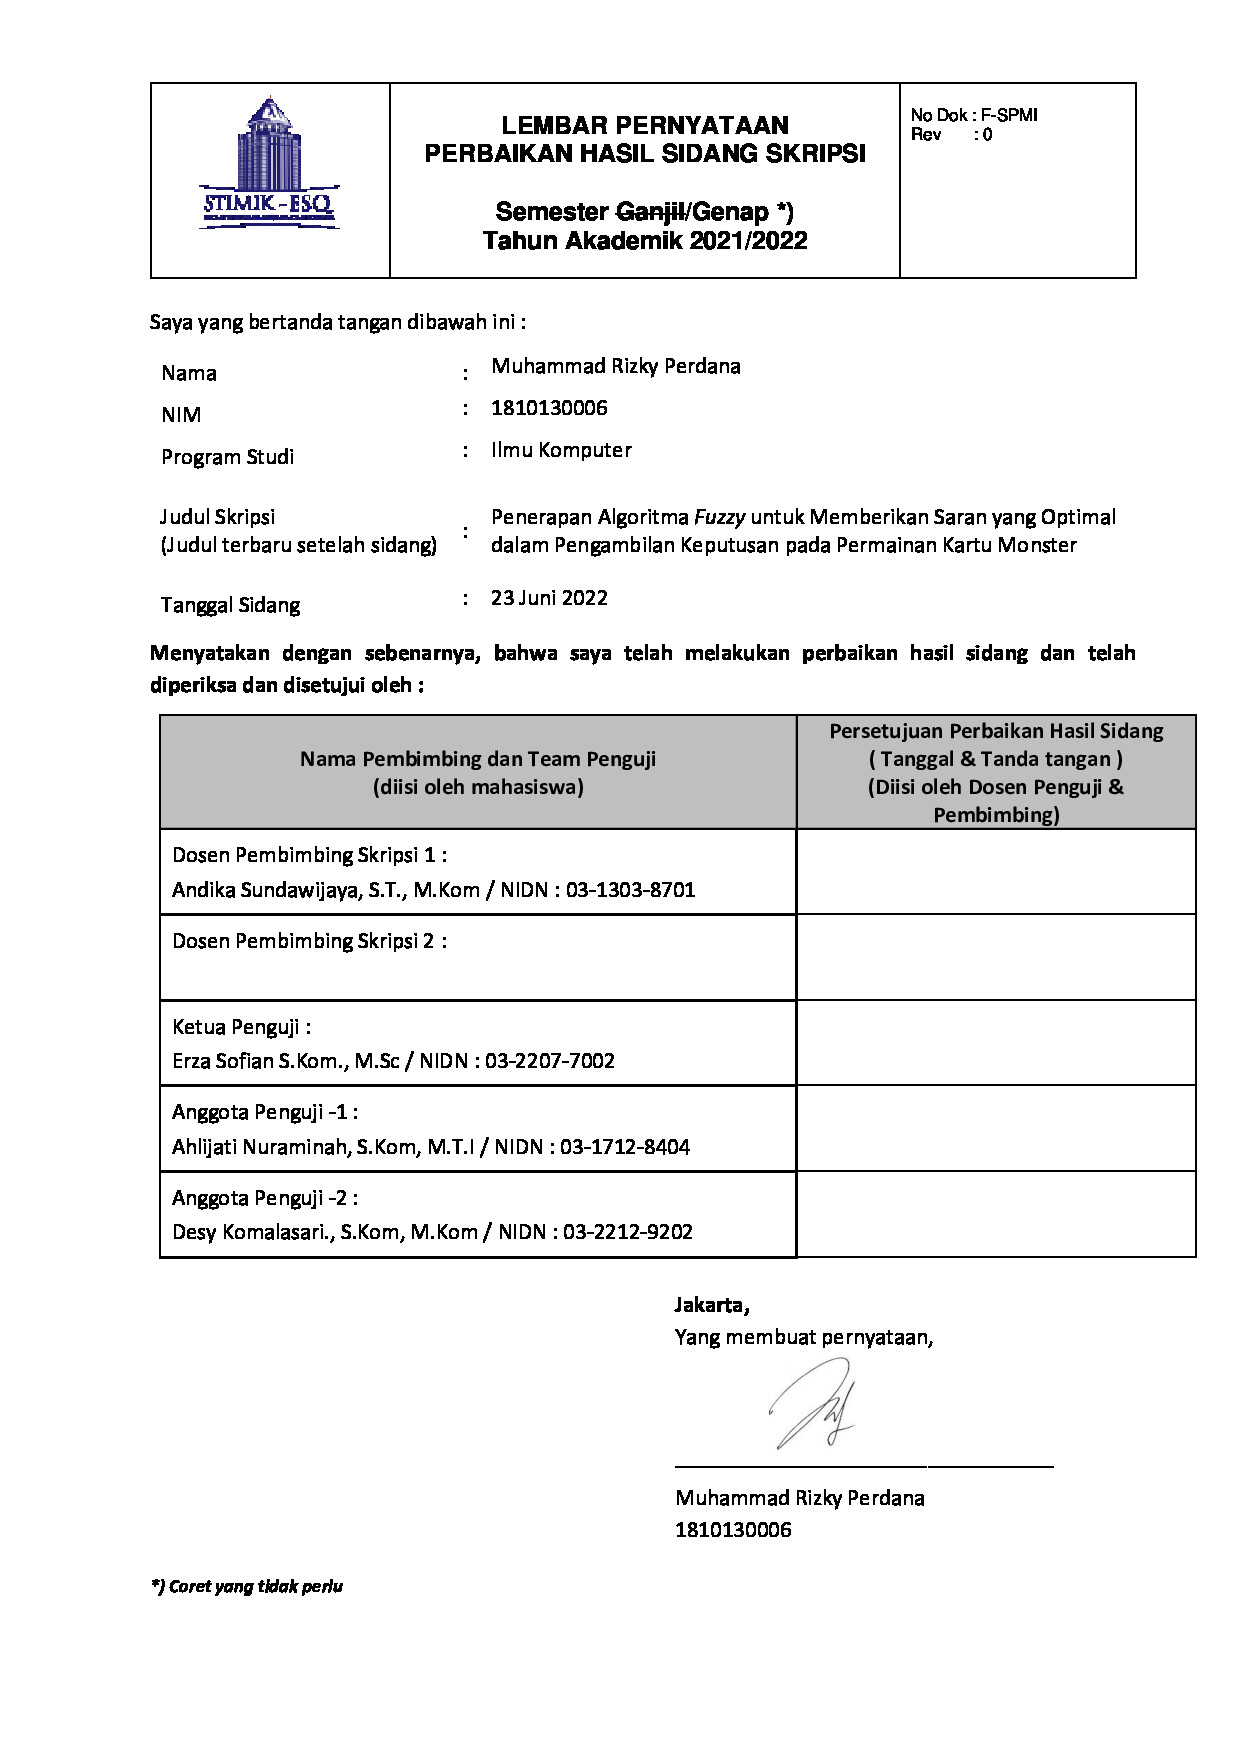 STIMIK-ESQ
LEMBAR PERNYATAAN
PERBAIKAN HASIL SIDANG SKRIPSI
Semester Ganjil/Genap *)
Tahun Akademik 2021/2022
No Dok : F-SPMI
Rev : 0
Saya yang bertanda tangan dibawah ini :
Nama : Muhammad Rizky Perdana
NIM : 1810130006
Program Studi : Ilmu Komputer
Judul Skripsi
(Judul terbaru setelah sidang) :
Penerapan Algoritma Fuzzy untuk Memberikan Saran yang Optimal
dalam Pengambilan Keputusan pada Permainan Kartu Monster
Tanggal Sidang : 23 Juni 2022
Menyatakan dengan sebenarnya, bahwa saya telah melakukan perbaikan hasil sidang dan telah
diperiksa dan disetujui oleh :
Nama Pembimbing dan Team Penguji
(diisi oleh mahasiswa)
Persetujuan Perbaikan Hasil Sidang
( Tanggal & Tanda tangan )
(Diisi oleh Dosen Penguji &
Pembimbing)
Dosen Pembimbing Skripsi 1 :
Andika Sundawijaya, S.T., M.Kom / NIDN : 03-1303-8701
Dosen Pembimbing Skripsi 2 :
Ketua Penguji :
Erza Sofian S.Kom., M.Sc / NIDN : 03-2207-7002
Anggota Penguji -1 :
Ahlijati Nuraminah, S.Kom, M.T.I / NIDN : 03-1712-8404
Anggota Penguji -2 :
Desy Komalasari., S.Kom, M.Kom / NIDN : 03-2212-9202
Jakarta,
Yang membuat pernyataan,
Muhammad Rizky Perdana
1810130006
*) Coret yang tidak perlu